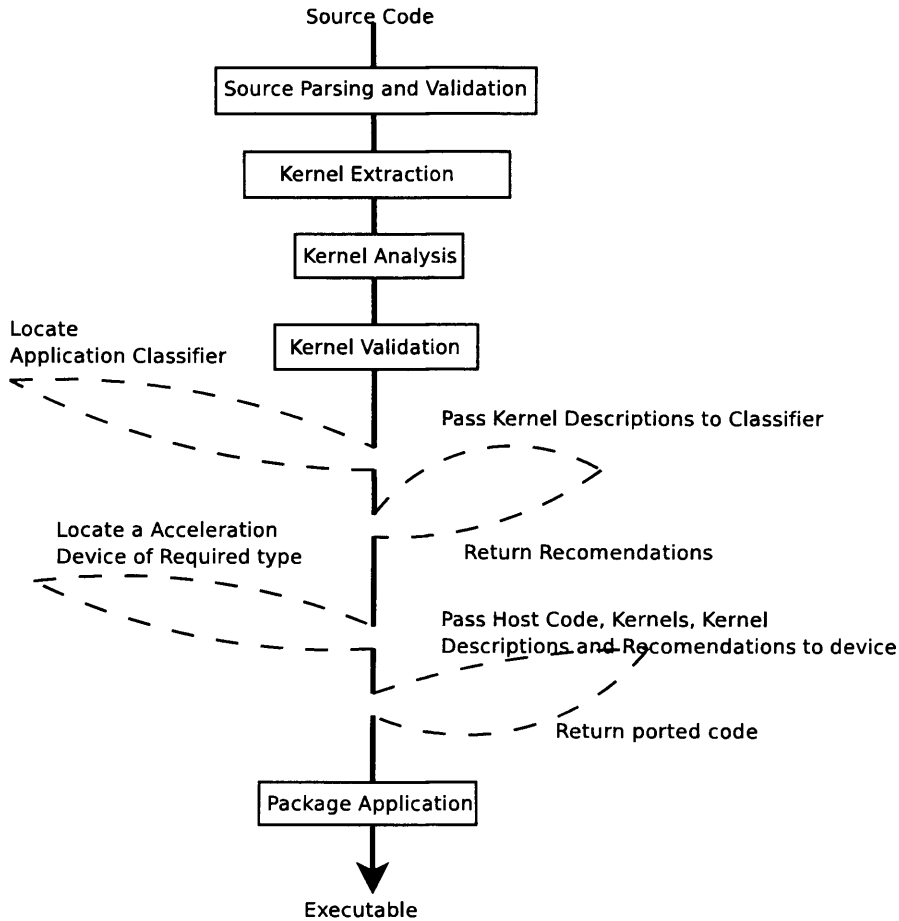 Source Code
Source Parsing and Validation
Kernel Extraction
Kernel Analysis
Kernel Validation
Locate
Application Classifier
Pass Kernel Descriptions to Classifier
Return Recomendations
Locate a Acceleration
Device of Required type
Pass Host Code, Kernels, Kernel
Descriptions and Recomendations to device
Return ported code
Package Application
Executable